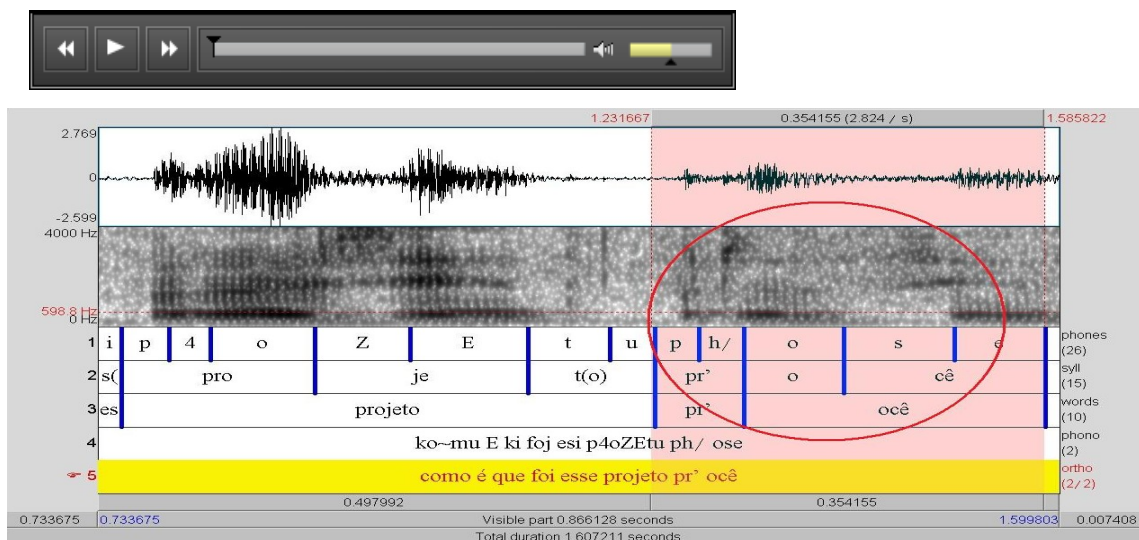 1.231667 0.354155 (2.824 / s) 1.585822
2.769
0
-2.599
4000 Hz
598.8 Hz
0 Hz
1 i p 4 o Z E t u p h/ o s e phones (26)
2 s( pro je t(o) pr' o cê syll (15)
3 es projeto pr' ocê words (10)
4 ko~mu E ki foj esi p4oZEtu ph/ ose phono (2)
5 como é que foi esse projeto pr' ocê ortho (2/2)
0.497992 0.354155
0.733675 0.733675 Visible part 0.866128 seconds 1.599803 0.007408
Total duration 1.607211 seconds